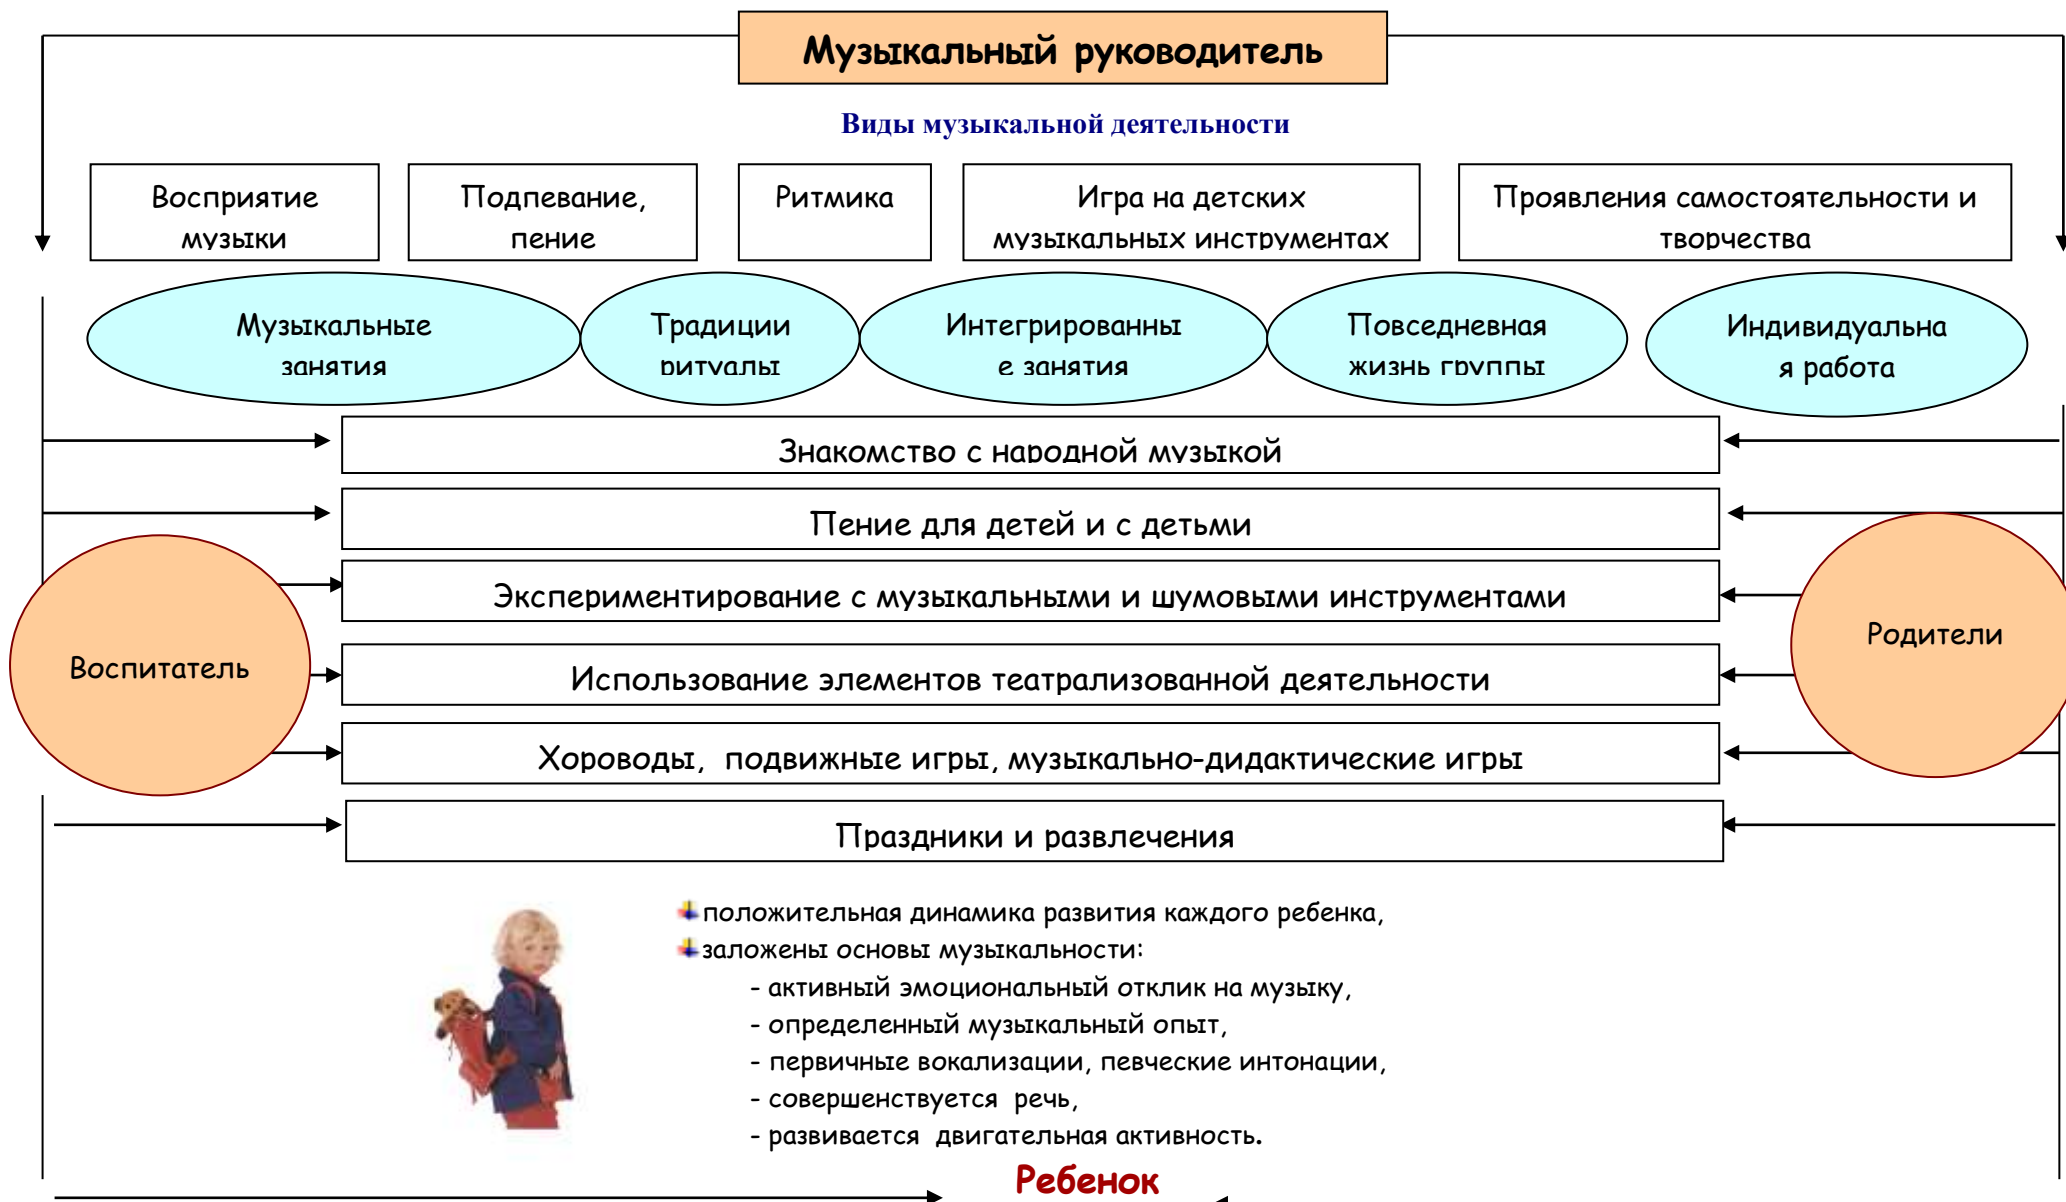 Музыкальный руководитель
Виды музыкальной деятельности
Восприятие
музыки
Подпевание,
пение
Ритмика
Игра на детских
музыкальных инструментах
Проявления самостоятельности и
творчества
Музыкальные
занятия
Традиции
ритуалы
Интегрированны
е занятия
Повседневная
жизнь группы
Индивидуальна
я работа
Знакомство с народной музыкой
Пение для детей и с детьми
Экспериментирование с музыкальными и шумовыми инструментами
Воспитатель
Родители
Использование элементов театрализованной деятельности
Хороводы, подвижные игры, музыкально-дидактические игры
Праздники и развлечения
положительная динамика развития каждого ребенка,
заложены основы музыкальности:
- активный эмоциональный отклик на музыку,
- определенный музыкальный опыт,
- первичные вокализации, певческие интонации,
- совершенствуется речь,
- развивается двигательная активность.
Ребенок